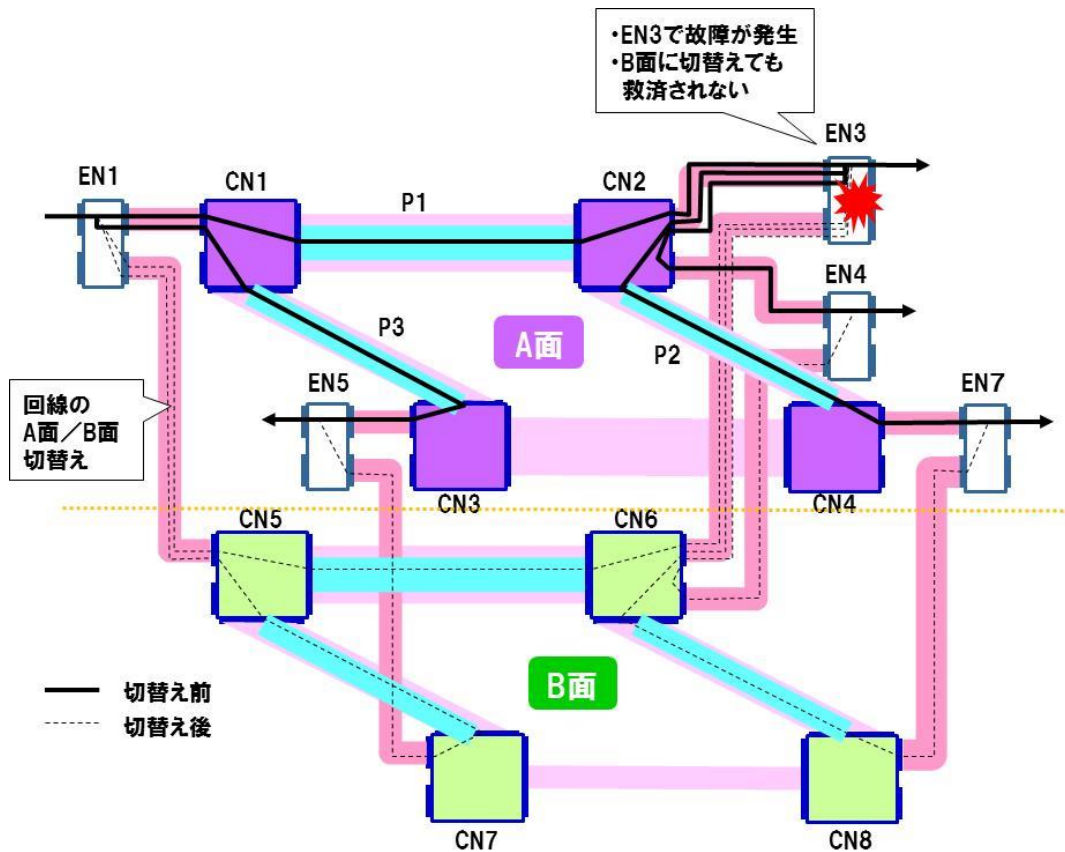 ・EN3で故障が発生
・B面に切替えても
救済されない
EN3
EN1
CN1
P1
CN2
EN4
P3
A面
P2
EN5
EN7
回線の
A面／B面
切替え
CN3
CN4
CN5
CN6
B面
切替え前
切替え後
CN7
CN8